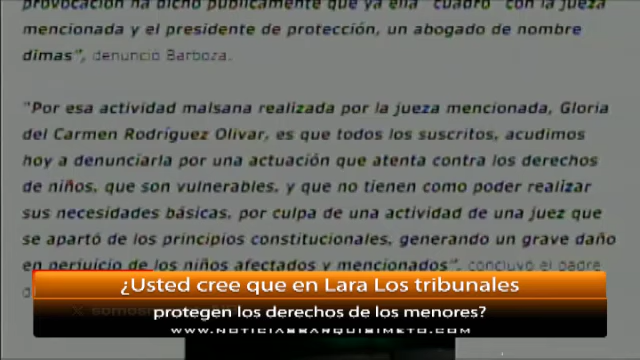 provocación ha dicho públicamente que ya ella "cuadró" con la jueza
mencionada y el presidente de protección, un abogado de nombre
dimas", denunció Barboza.
"Por esa actividad malsana realizada por la jueza mencionada, Gloria
del Carmen Rodríguez Olivar, es que todos los suscritos, acudimos
hoy a denunciarla por una actuación que atenta contra los derechos
de niños, que son vulnerables, y que no tienen como poder realizar
sus necesidades básicas, por culpa de una actividad de una juez que
se apartó de los principios constitucionales, generando un grave daño
en perjuicio de los niños afectados y mencionados", concluyó el padre
¿Usted cree que en Lara Los tribunales
protegen los derechos de los menores?